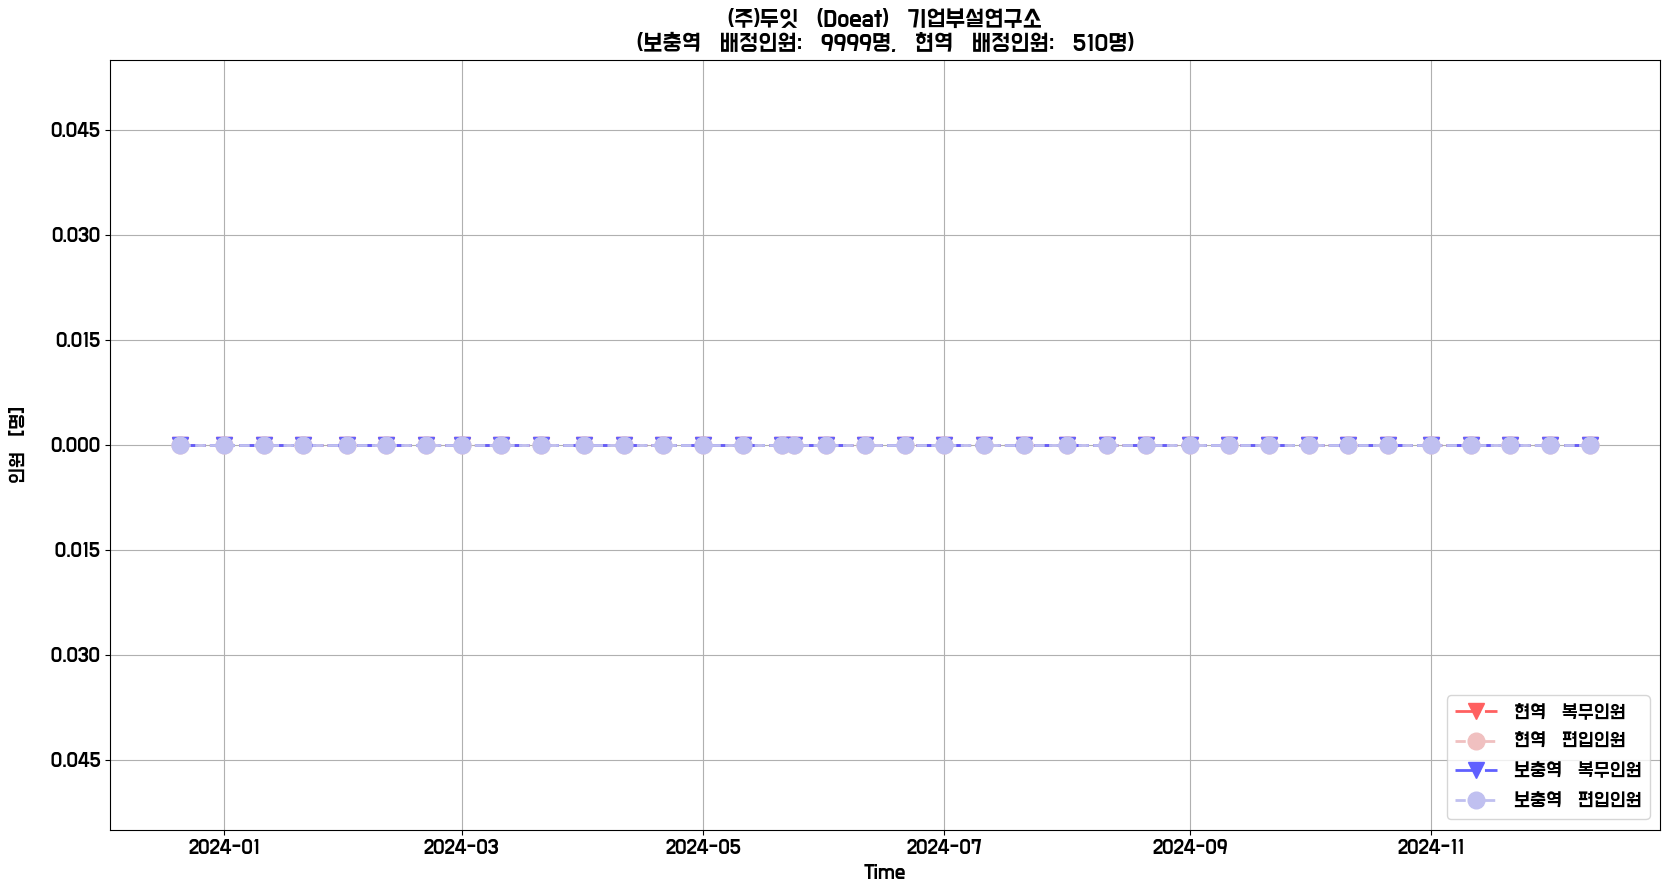 (주)두잇 (Doeat) 기업부설연구소
(보충역 배정인원: 9999명, 현역 배정인원: 510명)
인원 [명]
0.045
0.030
0.015
0.000
0.015
0.030
0.045
현역 복무인원
현역 편입인원
보충역 복무인원
보충역 편입인원
2024-01 2024-03 2024-05 2024-07 2024-09 2024-11
Time